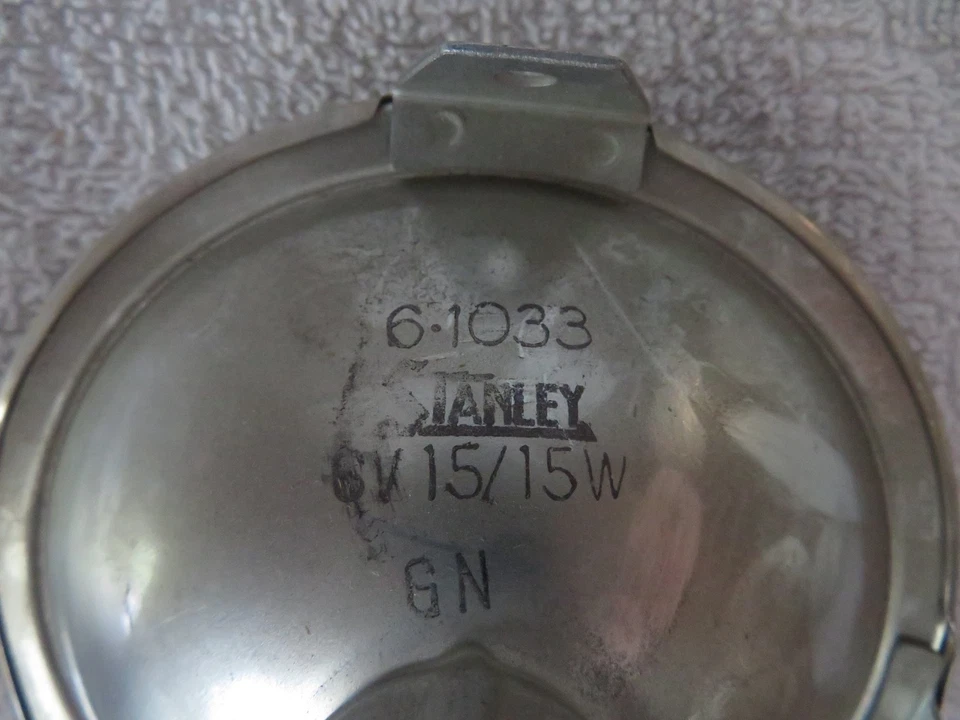 6·1033
STANLEY
6V 15/15W
GN